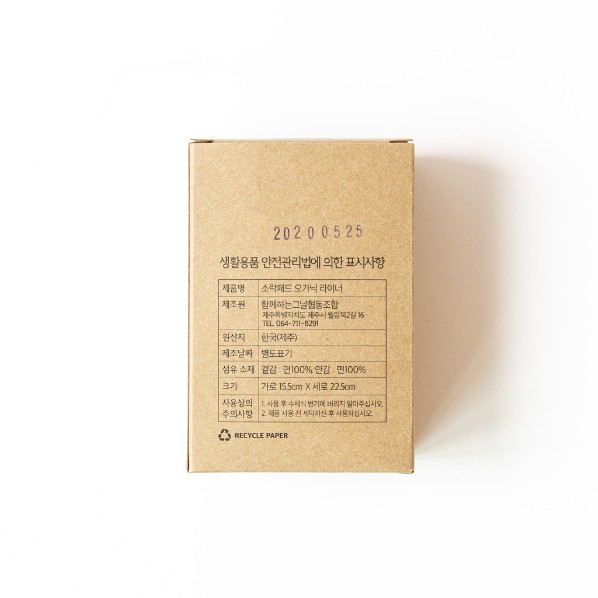 20200525
생활용품 안전관리법에 의한 표시사항
제품명 소락패드 오가닉 라이너
제조원 함께하는그날협동조합
제주특별자치도 제주시 월랑북2길 16
TEL. 064-711-8291
원산지 한국(제주)
제조날짜 별도표기
섬유 소재 겉감 : 면100%, 안감 : 면100%
크기 가로 15.5cm X 세로 22.5cm
사용상의 주의사항 1. 사용 후 수세식 변기에 버리지 말아주십시오.
2. 제품 사용 전 세탁하신 후 사용하십시오.
RECYCLE PAPER